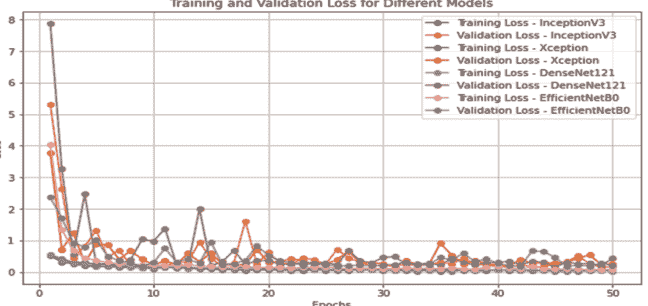 Training and Validation Loss for Different Models
8
7
6
5
4
3
2
1
0
Training Loss - InceptionV3
Validation Loss - InceptionV3
Training Loss - Xception
Validation Loss - Xception
Training Loss - DenseNet121
Validation Loss - DenseNet121
Training Loss - EfficientNetB0
Validation Loss - EfficientNetB0
0 10 20 30 40 50
Epochs